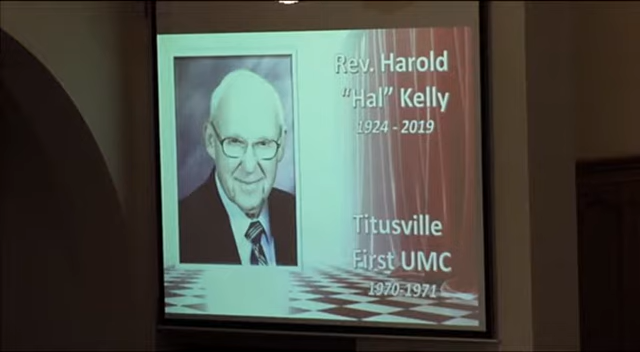 Rev. Harold
"Hal" Kelly
1924 - 2019
Titusville
First UMC
1970-1971